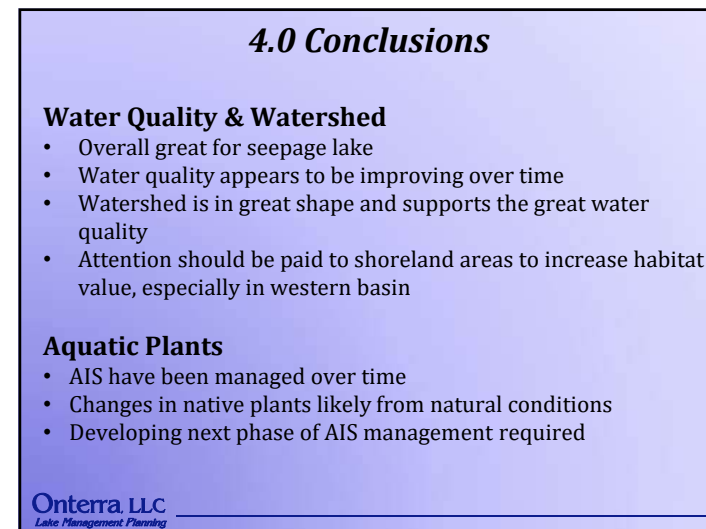 4.0 Conclusions
Water Quality & Watershed
• Overall great for seepage lake
• Water quality appears to be improving over time
• Watershed is in great shape and supports the great water
quality
• Attention should be paid to shoreland areas to increase habitat
value, especially in western basin
Aquatic Plants
• AIS have been managed over time
• Changes in native plants likely from natural conditions
• Developing next phase of AIS management required
Onterra, LLC
Lake Management Planning